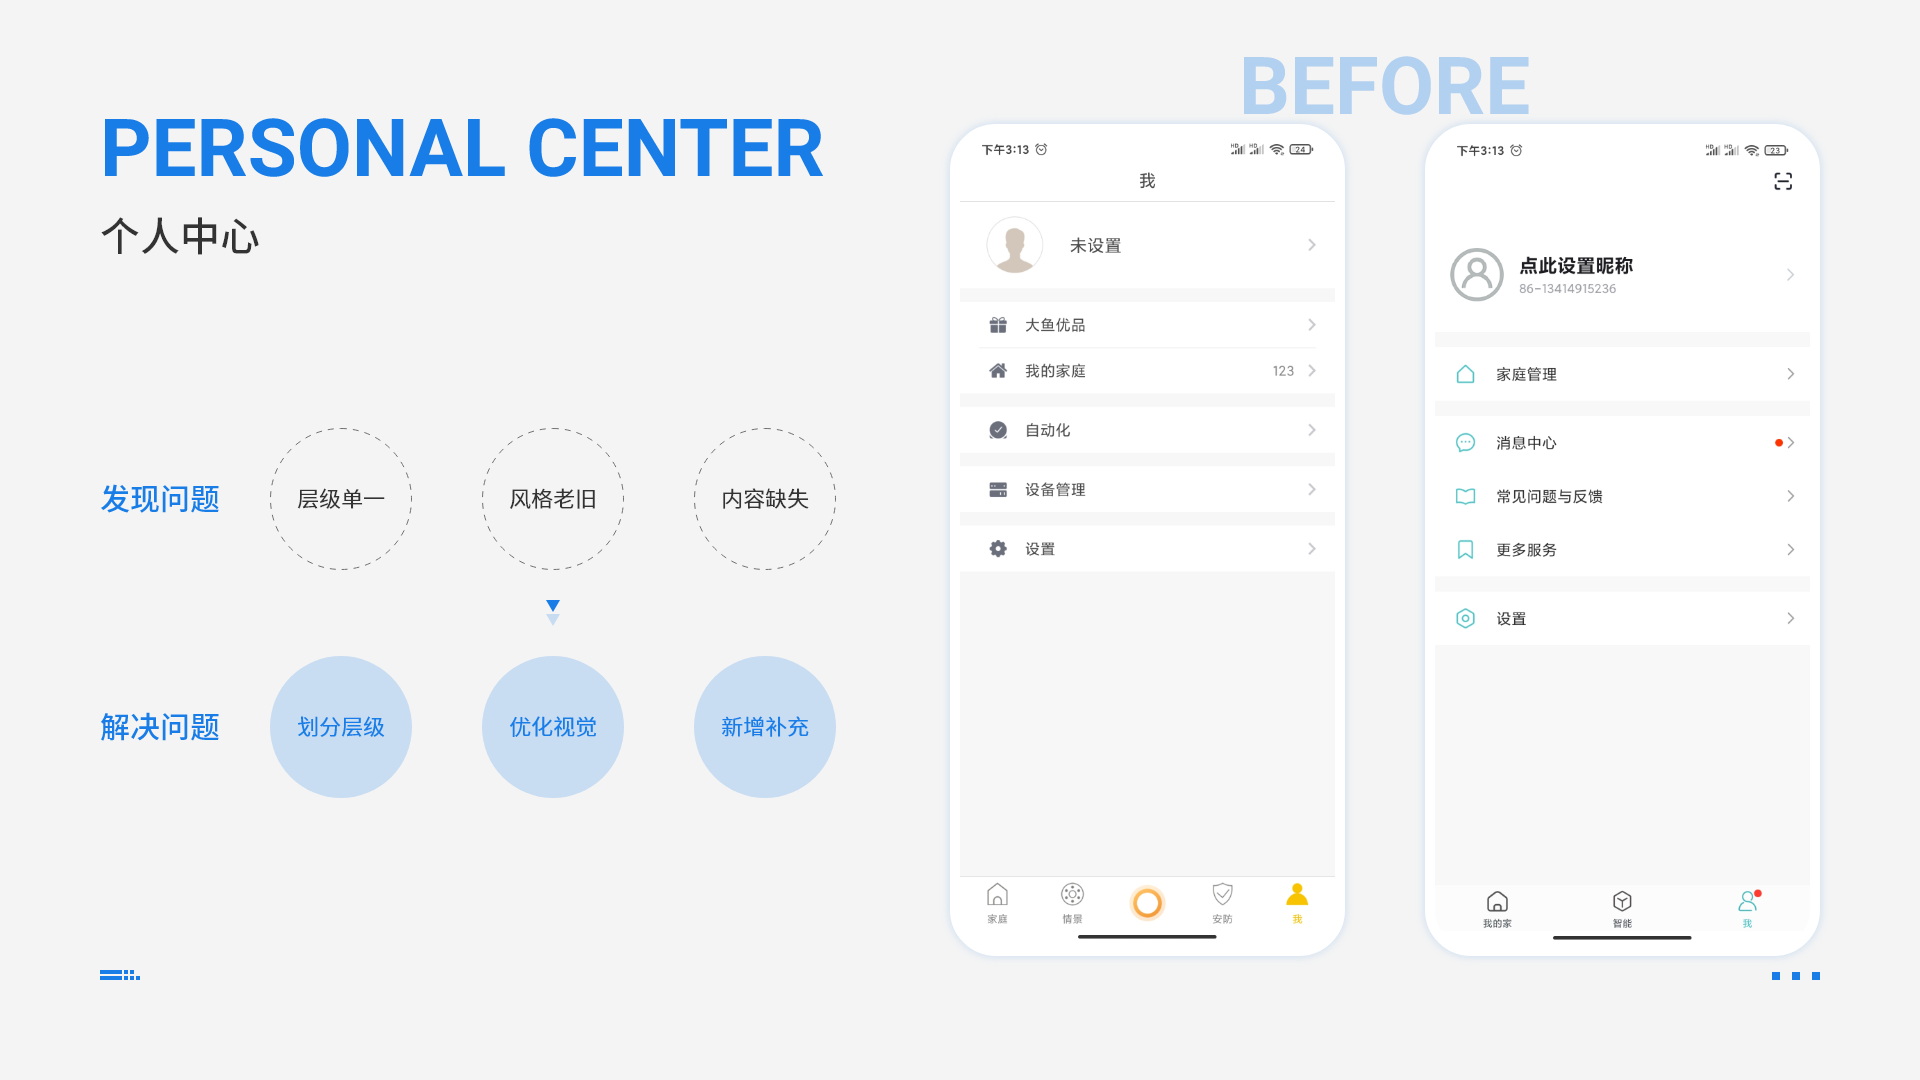 PERSONAL CENTER
个人中心
发现问题
层级单一
风格老旧
内容缺失
解决问题
划分层级
优化视觉
新增补充
BEFORE
下午3:13
HD HD 24
我
未设置
大鱼优品
我的家庭 123
自动化
设备管理
设置
家庭 情景 安防 我
下午3:13
HD HD 23
点此设置昵称
86-13414915236
家庭管理
消息中心
常见问题与反馈
更多服务
设置
我的家 智能 我